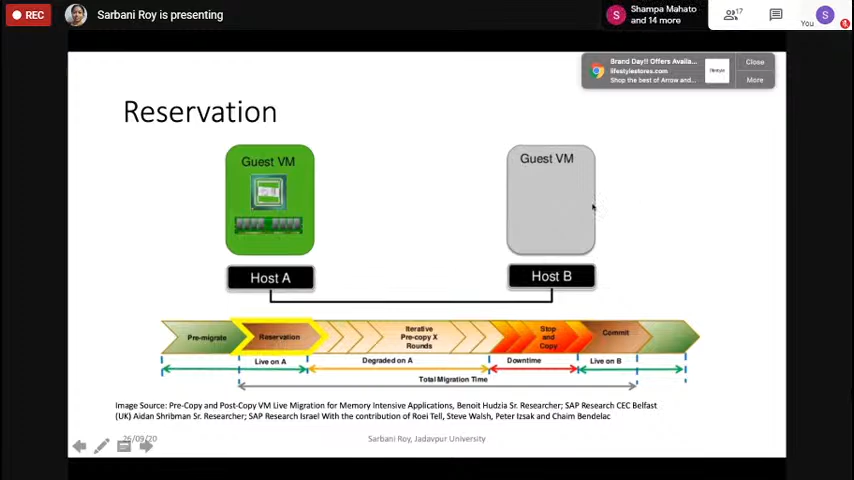 REC
Sarbani Roy is presenting
Shampa Mahato
and 14 more
S
17
You
S
Brand Day!! Offers Availa...
lifestylestores.com
Shop the best of Arrow and...
Close
More
Reservation
Guest VM
Guest VM
Host A
Host B
Pre-migrate
Reservation
Iterative
Pre-copy X
Rounds
Stop
and
Copy
Commit
Live on A
Degraded on A
Downtime
Live on B
Total Migration Time
Image Source: Pre-Copy and Post-Copy VM Live Migration for Memory Intensive Applications, Benoit Hudzia Sr. Researcher; SAP Research CEC Belfast
(UK) Aidan Shribman Sr. Researcher; SAP Research Israel With the contribution of Roei Tell, Steve Walsh, Peter Izsak and Chaim Bendelac
26/09/20
Sarbani Roy, Jadavpur University